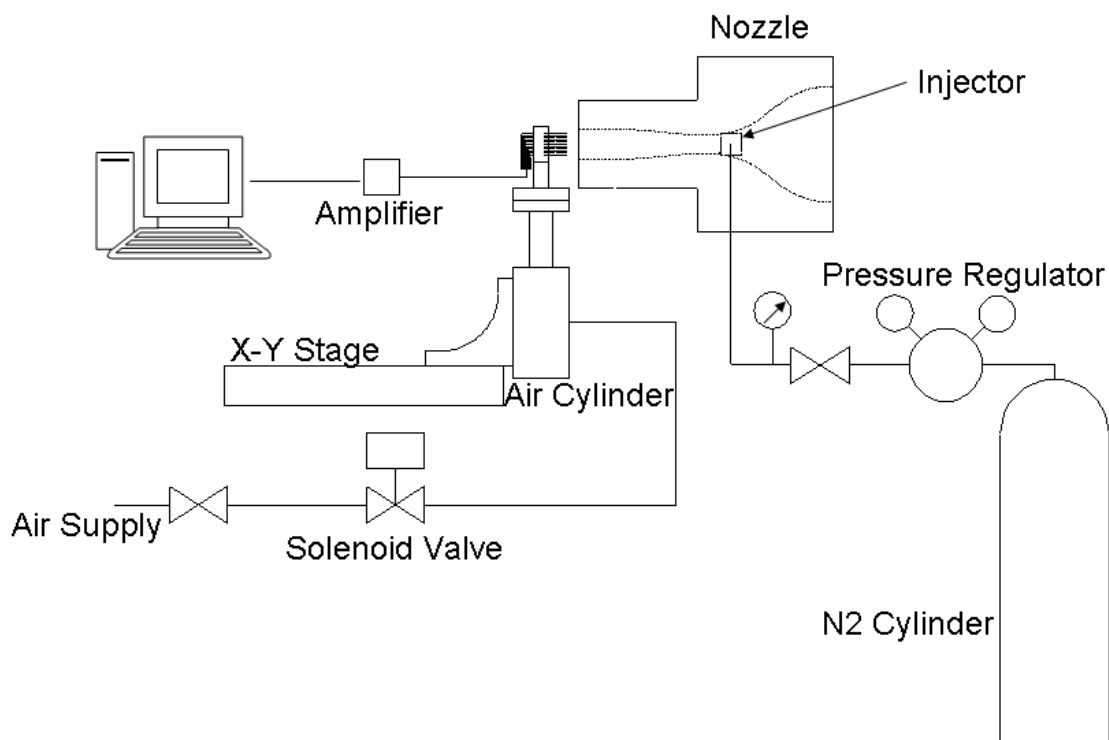 Nozzle
Injector
Amplifier
Pressure Regulator
X-Y Stage
Air Cylinder
Air Supply
Solenoid Valve
N2 Cylinder